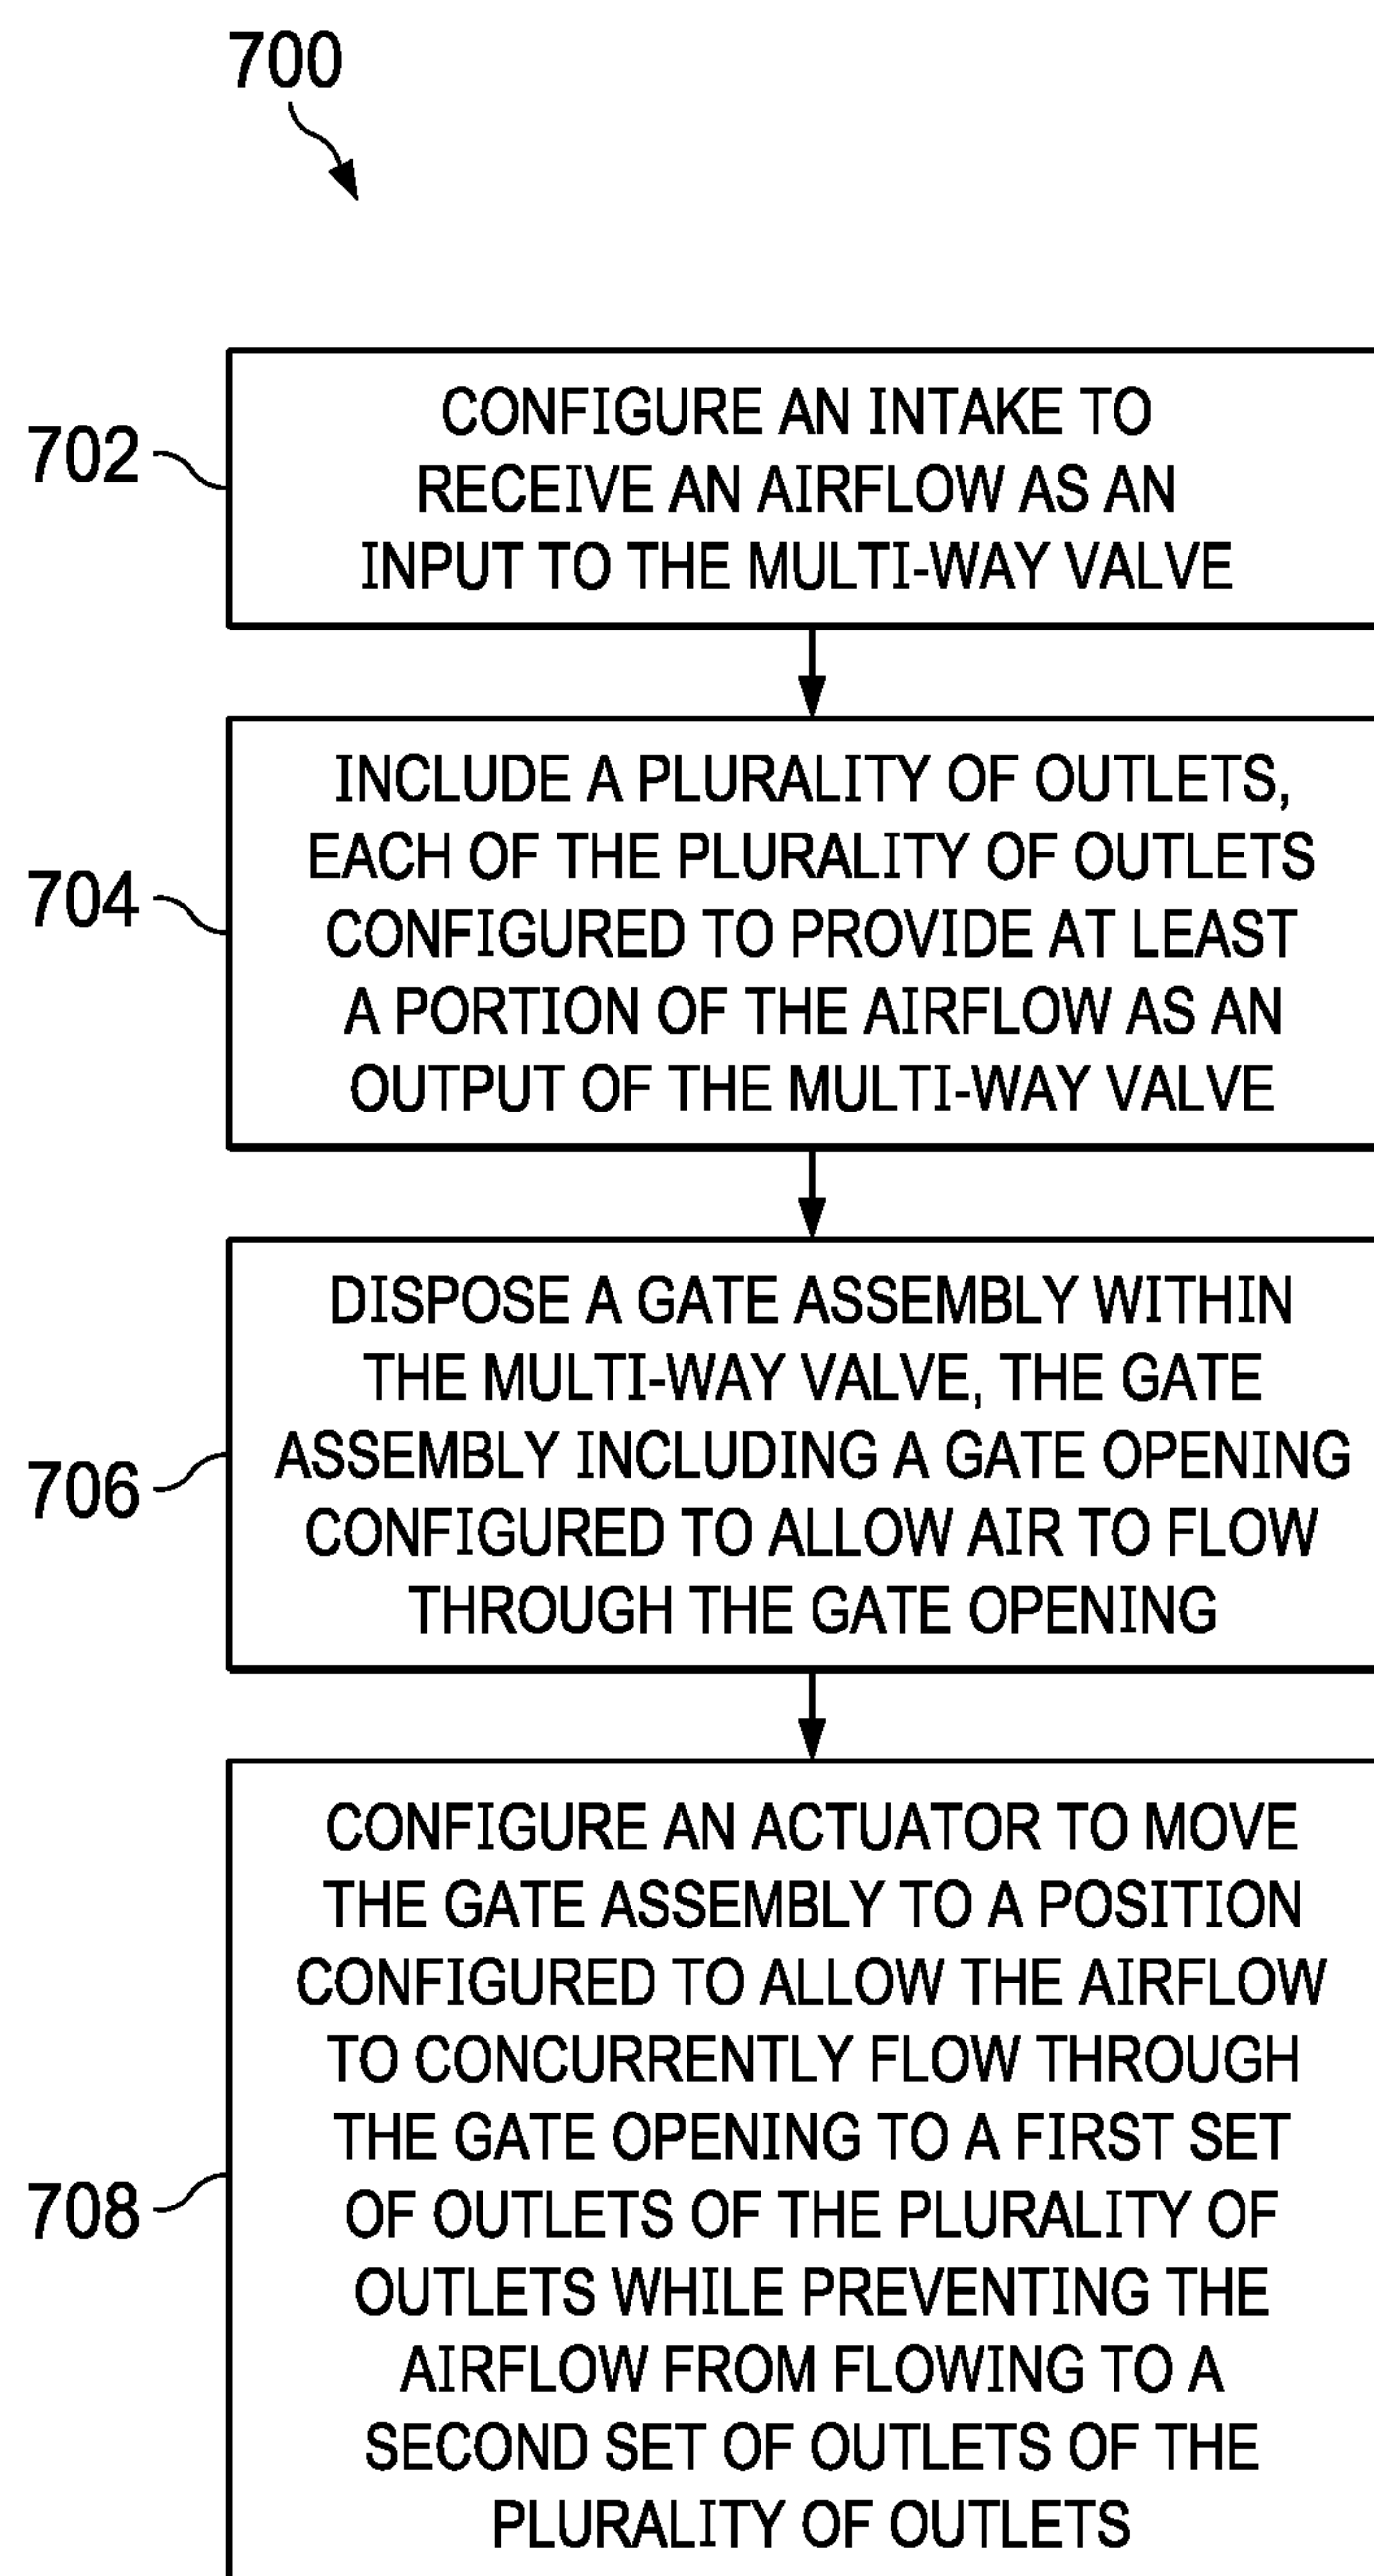 700
702
CONFIGURE AN INTAKE TO
RECEIVE AN AIRFLOW AS AN
INPUT TO THE MULTI-WAY VALVE
704
INCLUDE A PLURALITY OF OUTLETS,
EACH OF THE PLURALITY OF OUTLETS
CONFIGURED TO PROVIDE AT LEAST
A PORTION OF THE AIRFLOW AS AN
OUTPUT OF THE MULTI-WAY VALVE
706
DISPOSE A GATE ASSEMBLY WITHIN
THE MULTI-WAY VALVE, THE GATE
ASSEMBLY INCLUDING A GATE OPENING
CONFIGURED TO ALLOW AIR TO FLOW
THROUGH THE GATE OPENING
708
CONFIGURE AN ACTUATOR TO MOVE
THE GATE ASSEMBLY TO A POSITION
CONFIGURED TO ALLOW THE AIRFLOW
TO CONCURRENTLY FLOW THROUGH
THE GATE OPENING TO A FIRST SET
OF OUTLETS OF THE PLURALITY OF
OUTLETS WHILE PREVENTING THE
AIRFLOW FROM FLOWING TO A
SECOND SET OF OUTLETS OF THE
PLURALITY OF OUTLETS